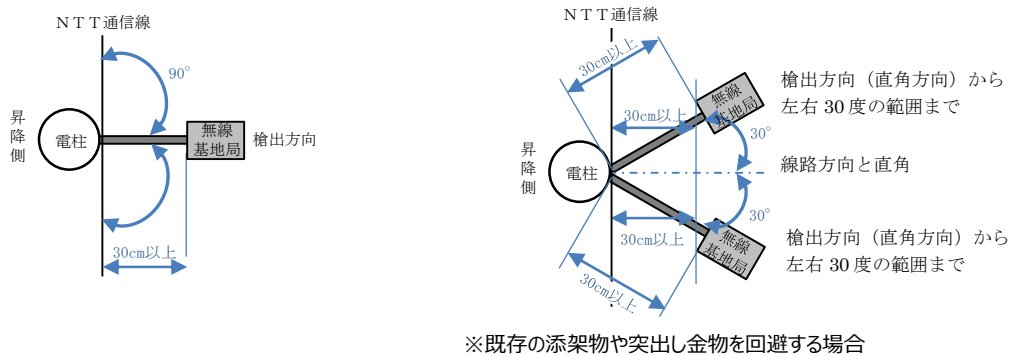 ＮＴＴ通信線
90°
昇降側
電柱
無線
基地局
槍出方向
30cm以上
ＮＴＴ通信線
30cm以上
無線
基地局
槍出方向（直角方向）から
左右 30 度の範囲まで
30cm以上
30°
昇降側
電柱
線路方向と直角
30°
30cm以上
無線
基地局
槍出方向（直角方向）から
左右 30 度の範囲まで
30cm以上
※既存の添架物や突出し金物を回避する場合